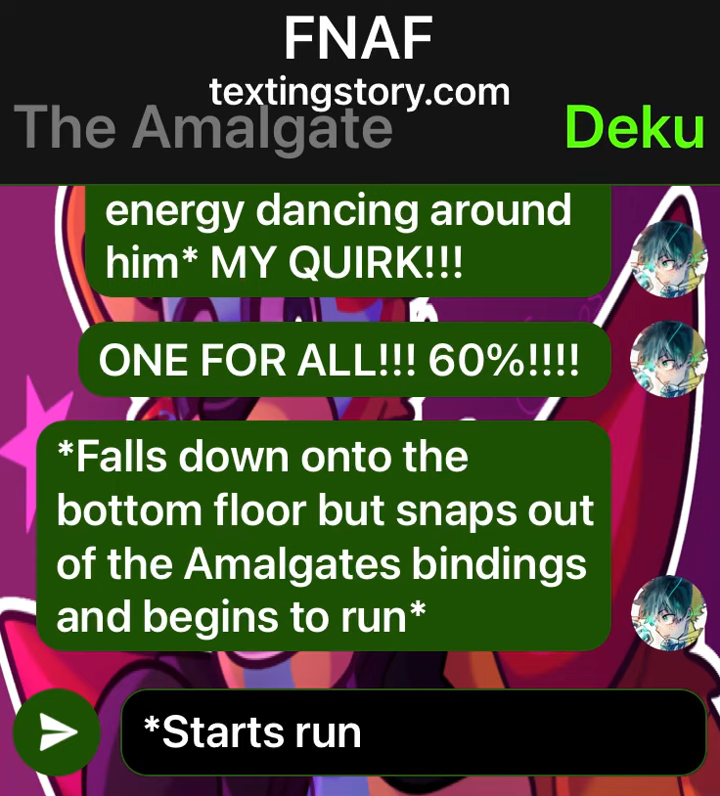 FNAF
textingstory.com
The Amalgate
Deku
energy dancing around
him* MY QUIRK!!!
ONE FOR ALL!!! 60%!!!!
*Falls down onto the
bottom floor but snaps out
of the Amalgates bindings
and begins to run*
*Starts run